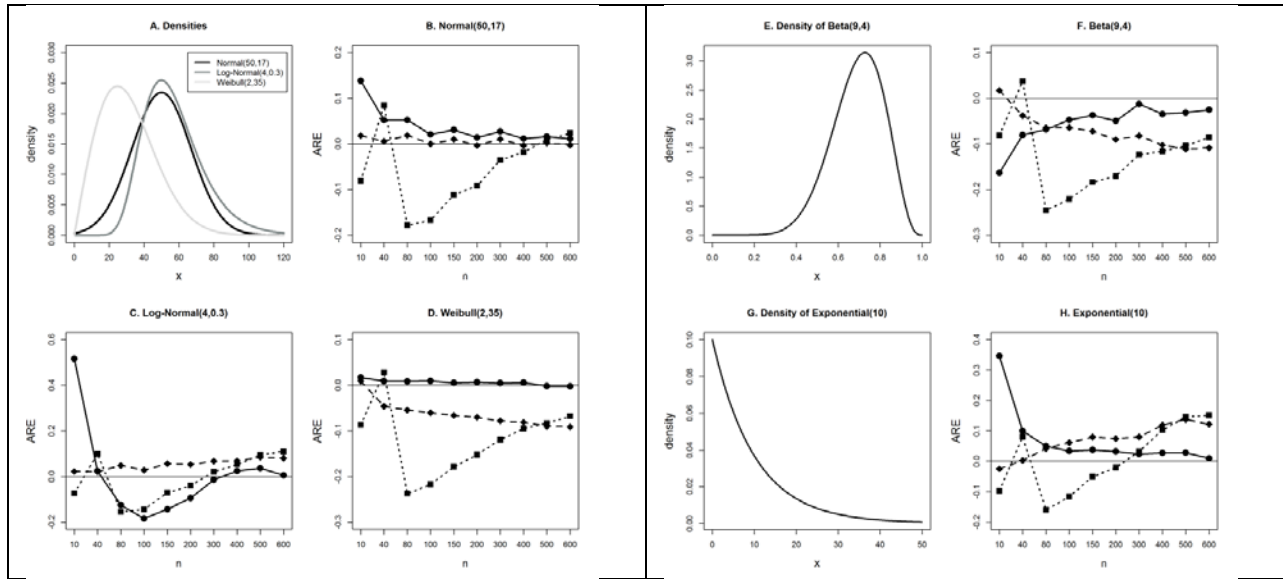 A. Densities
density
0.000 0.005 0.010 0.015 0.020 0.025 0.030
Normal(50,17)
Log-Normal(4,0.3)
Weibull(2,35)
0 20 40 60 80 100 120
X
B. Normal(50,17)
ARE
-0.2 -0.1 0.0 0.1 0.2
10 40 80 100 150 200 300 400 500 600
n
C. Log-Normal(4,0.3)
ARE
-0.2 0.0 0.2 0.4 0.6
10 40 80 100 150 200 300 400 500 600
n
D. Weibull(2,35)
ARE
-0.3 -0.2 -0.1 0.0 0.1
10 40 80 100 150 200 300 400 500 600
n
E. Density of Beta(9,4)
density
0.0 0.5 1.0 1.5 2.0 2.5 3.0
0.0 0.2 0.4 0.6 0.8 1.0
X
F. Beta(9,4)
ARE
-0.3 -0.2 -0.1 0.0 0.1
10 40 80 100 150 200 300 400 500 600
n
G. Density of Exponential(10)
density
0.00 0.02 0.04 0.06 0.08 0.10
0 10 20 30 40 50
X
H. Exponential(10)
ARE
-0.2 -0.1 0.0 0.1 0.2 0.3 0.4
10 40 80 100 150 200 300 400 500 600
n